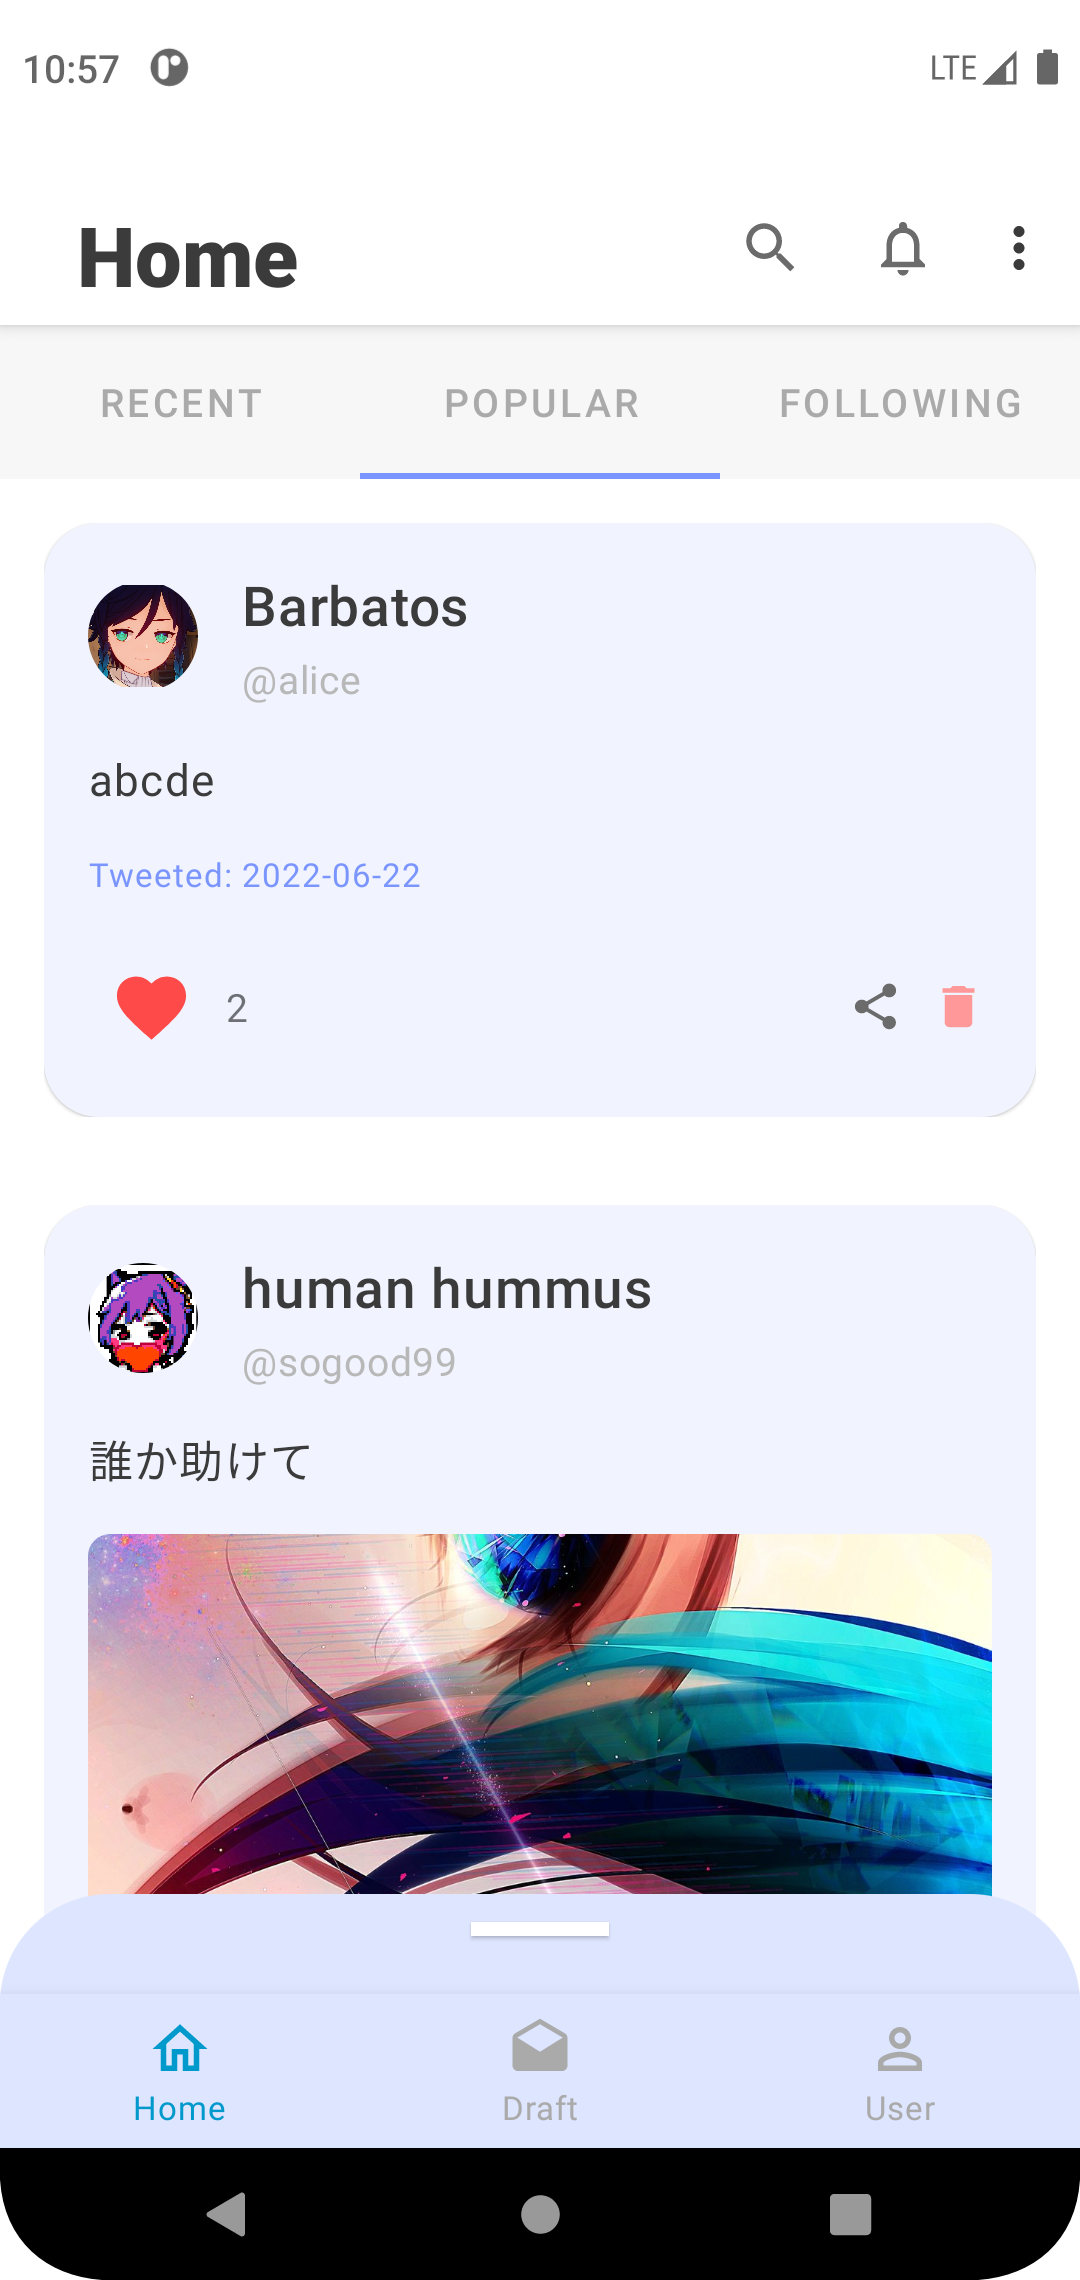 10:57
LTE
Home
RECENT
POPULAR
FOLLOWING
Barbatos
@alice
abcde
Tweeted: 2022-06-22
2
human hummus
@sogood99
誰か助けて
Home
Draft
User